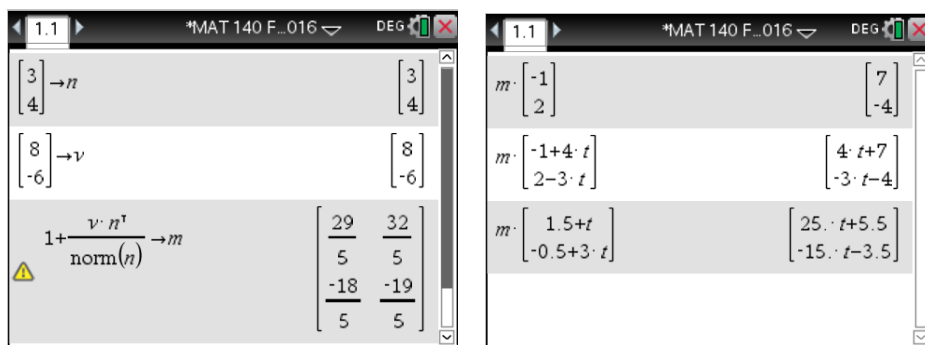 1.1 *MAT 140 F…016 DEG
[3 4]→n [3 4]
[8 -6]→v [8 -6]
1+ v·nᵀ/norm(n) →m [29/5 32/5 -18/5 -19/5]
1.1 *MAT 140 F…016 DEG
m·[-1 2] [7 -4]
m·[-1+4·t 2-3·t] [4·t+7 -3·t-4]
m·[1.5+t -0.5+3·t] [25.·t+5.5 -15.·t-3.5]